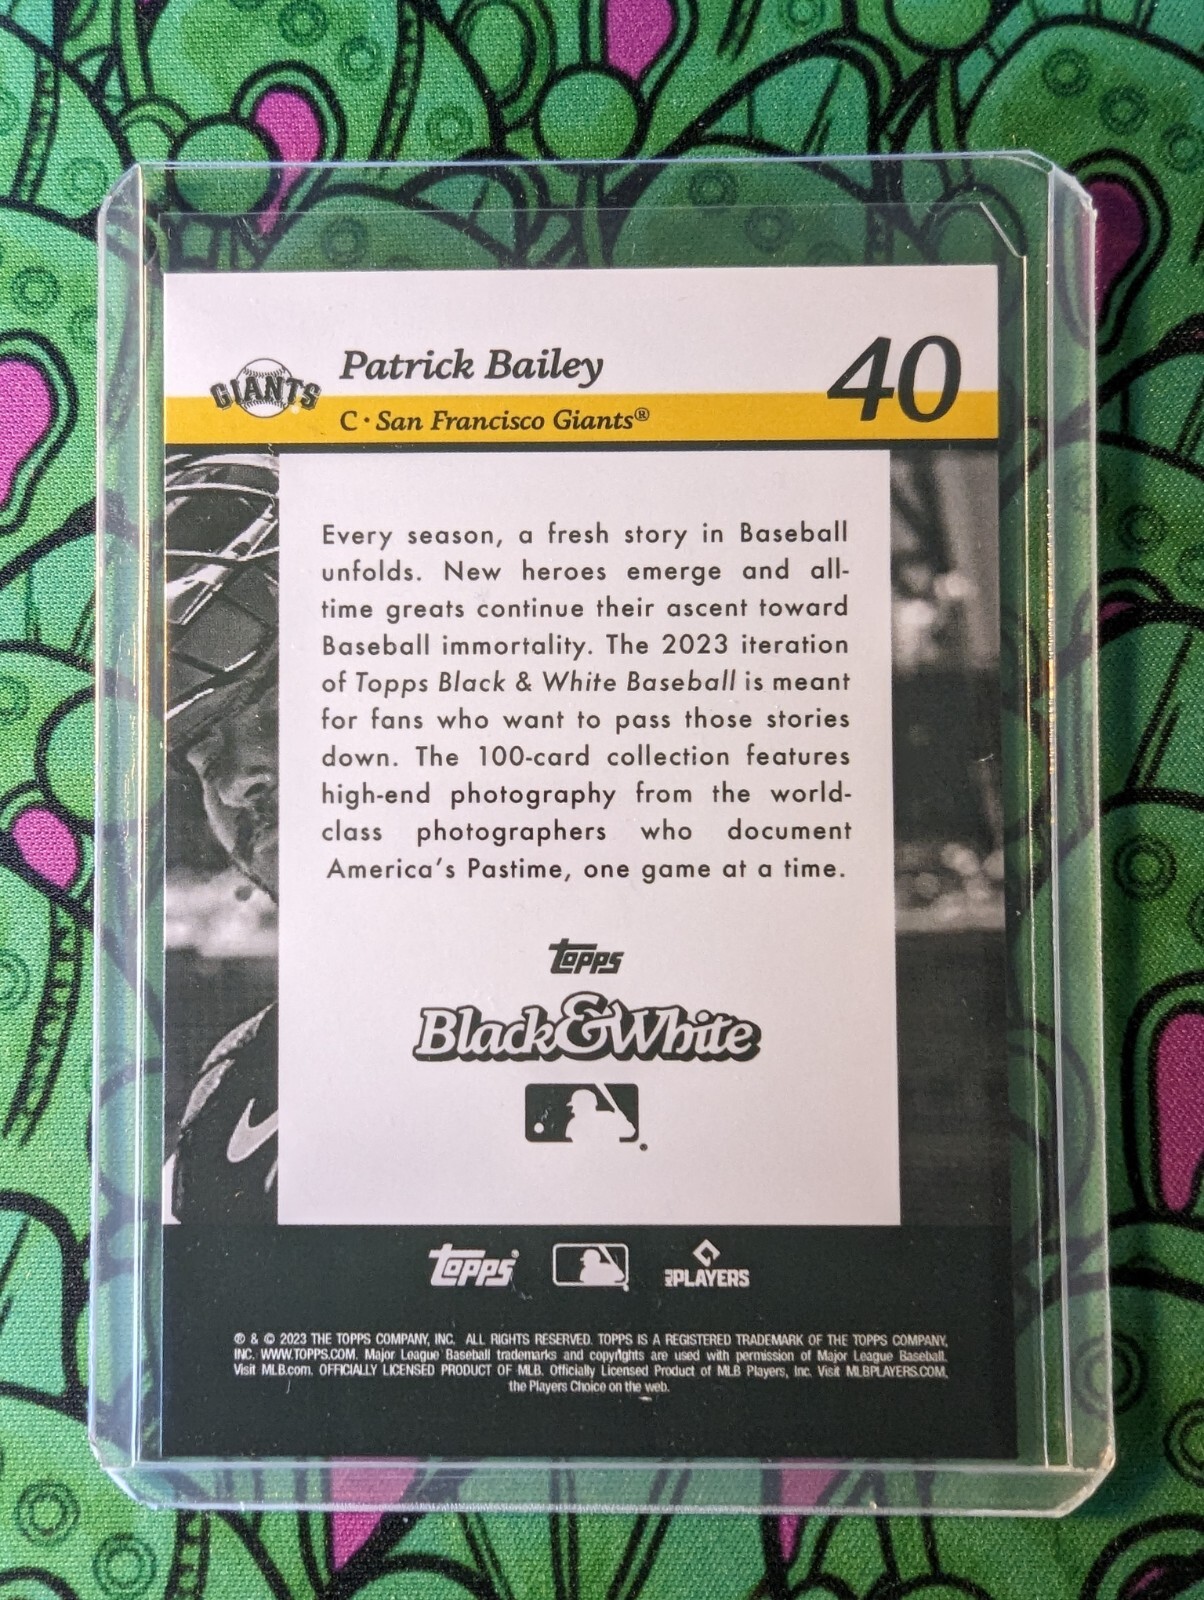 GIANTS
Patrick Bailey
40
C · San Francisco Giants®
Every season, a fresh story in Baseball
unfolds. New heroes emerge and all-
time greats continue their ascent toward
Baseball immortality. The 2023 iteration
of Topps Black & White Baseball is meant
for fans who want to pass those stories
down. The 100-card collection features
high-end photography from the world-
class photographers who document
America's Pastime, one game at a time.
topps
Black&White
topps®
PLAYERS
® & © 2023 THE TOPPS COMPANY, INC. ALL RIGHTS RESERVED. TOPPS IS A REGISTERED TRADEMARK OF THE TOPPS COMPANY,
INC. WWW.TOPPS.COM. Major League Baseball trademarks and copyrights are used with permission of Major League Baseball.
Visit MLB.com. OFFICIALLY LICENSED PRODUCT OF MLB. Officially Licensed Product of MLB Players, Inc. Visit MLBPLAYERS.COM,
the Players Choice on the web.